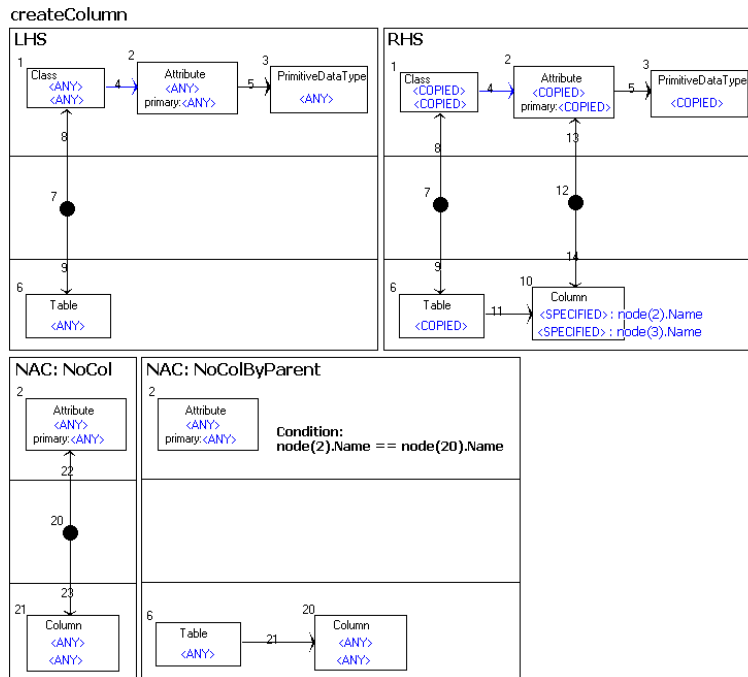 createColumn
LHS
1
Class
<ANY>
<ANY>
4
2
Attribute
<ANY>
primary:<ANY>
5
3
PrimitiveDataType
<ANY>
8
7
9
6
Table
<ANY>
RHS
1
Class
<COPIED>
<COPIED>
4
2
Attribute
<COPIED>
primary:<COPIED>
5
3
PrimitiveDataType
<COPIED>
8
13
7
12
9
14
6
Table
<COPIED>
11
10
Column
<SPECIFIED> : node(2).Name
<SPECIFIED> : node(3).Name
NAC: NoCol
2
Attribute
<ANY>
primary:<ANY>
22
20
23
21
Column
<ANY>
<ANY>
NAC: NoColByParent
2
Attribute
<ANY>
primary:<ANY>
Condition:
node(2).Name == node(20).Name
6
Table
<ANY>
21
20
Column
<ANY>
<ANY>